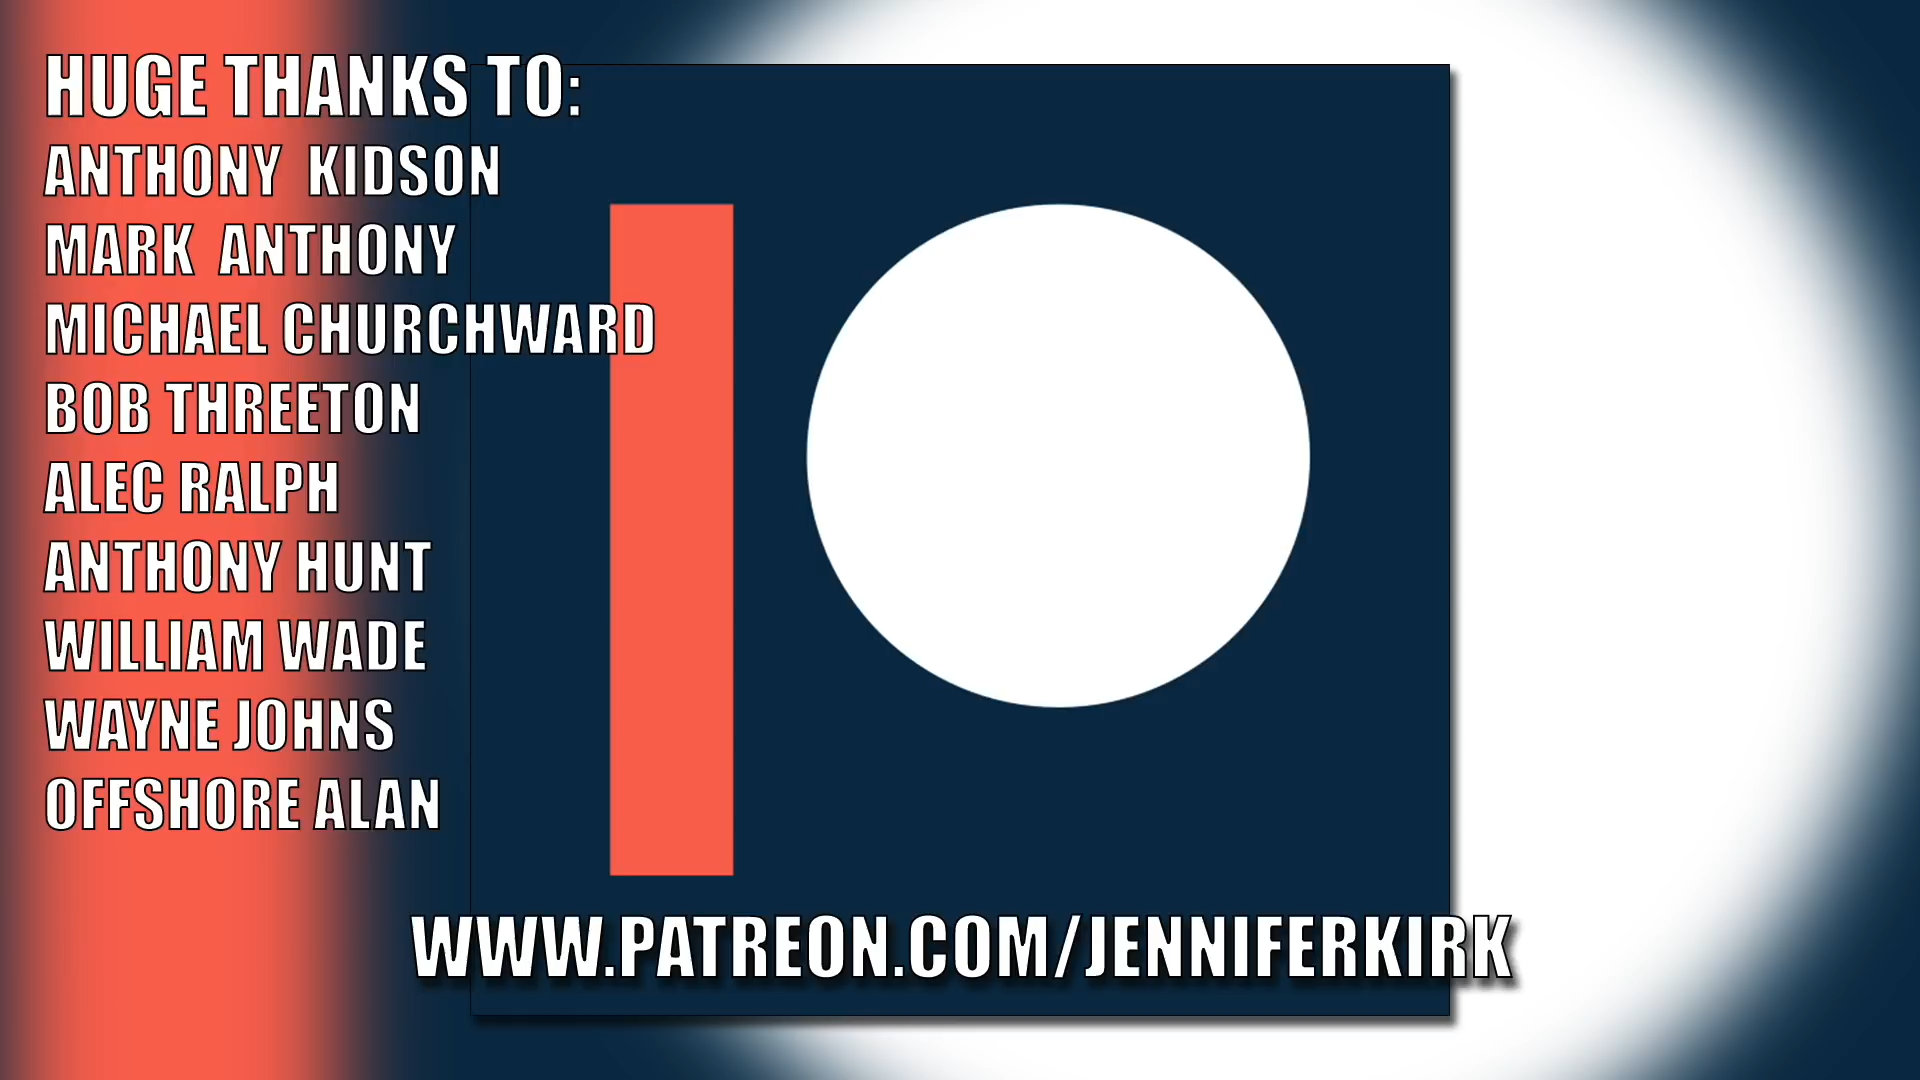 HUGE THANKS TO:
ANTHONY KIDSON
MARK ANTHONY
MICHAEL CHURCHWARD
BOB THREETON
ALEC RALPH
ANTHONY HUNT
WILLIAM WADE
WAYNE JOHNS
OFFSHORE ALAN
WWW.PATREON.COM/JENNIFERKIRK